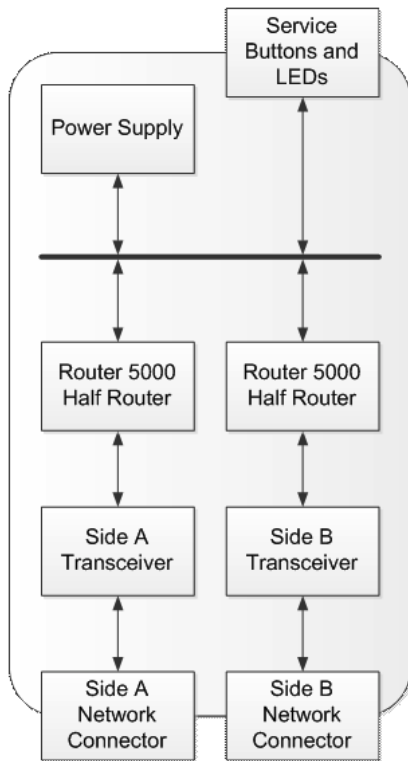 Service
Buttons and
LEDs
Power Supply
Router 5000
Half Router
Router 5000
Half Router
Side A
Transceiver
Side B
Transceiver
Side A
Network
Connector
Side B
Network
Connector